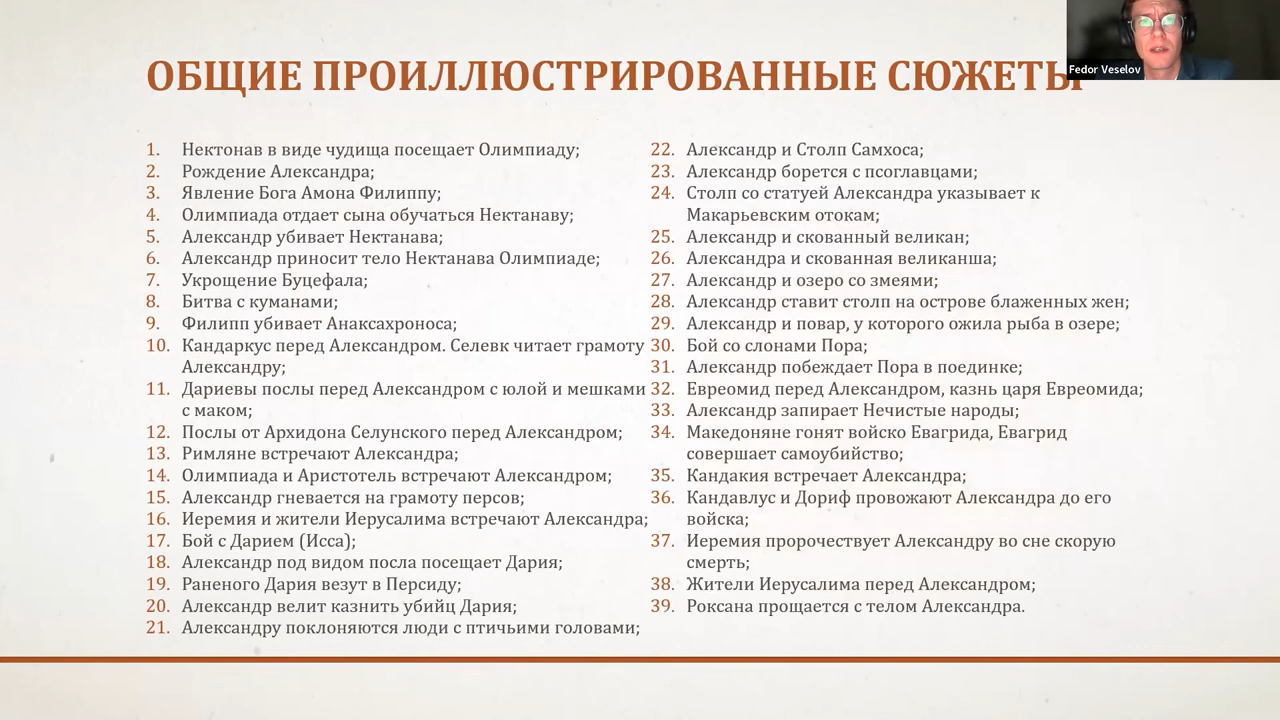 ОБЩИЕ ПРОИЛЛЮСТРИРОВАННЫЕ СЮЖЕТЫ
Fedor Veselov
1. Нектонав в виде чудища посещает Олимпиаду;
2. Рождение Александра;
3. Явление Бога Амона Филиппу;
4. Олимпиада отдает сына обучаться Нектанаву;
5. Александр убивает Нектанава;
6. Александр приносит тело Нектанава Олимпиаде;
7. Укрощение Буцефала;
8. Битва с куманами;
9. Филипп убивает Анаксахроноса;
10. Кандаркус перед Александром. Селевк читает грамоту
Александру;
11. Дариевы послы перед Александром с юлой и мешками
с маком;
12. Послы от Архидона Селунского перед Александром;
13. Римляне встречают Александра;
14. Олимпиада и Аристотель встречают Александром;
15. Александр гневается на грамоту персов;
16. Иеремия и жители Иерусалима встречают Александра;
17. Бой с Дарием (Исса);
18. Александр под видом посла посещает Дария;
19. Раненого Дария везут в Персиду;
20. Александр велит казнить убийц Дария;
21. Александру поклоняются люди с птичьими головами;
22. Александр и Столп Самхоса;
23. Александр борется с псоглавцами;
24. Столп со статуей Александра указывает к
Макарьевским отокам;
25. Александр и скованный великан;
26. Александра и скованная великанша;
27. Александр и озеро со змеями;
28. Александр ставит столп на острове блаженных жен;
29. Александр и повар, у которого ожила рыба в озере;
30. Бой со слонами Пора;
31. Александр побеждает Пора в поединке;
32. Евреомид перед Александром, казнь царя Евреомида;
33. Александр запирает Нечистые народы;
34. Македоняне гонят войско Евагрида, Евагрид
совершает самоубийство;
35. Кандакия встречает Александра;
36. Кандавлус и Дориф провожают Александра до его
войска;
37. Иеремия пророчествует Александру во сне скорую
смерть;
38. Жители Иерусалима перед Александром;
39. Роксана прощается с телом Александра.